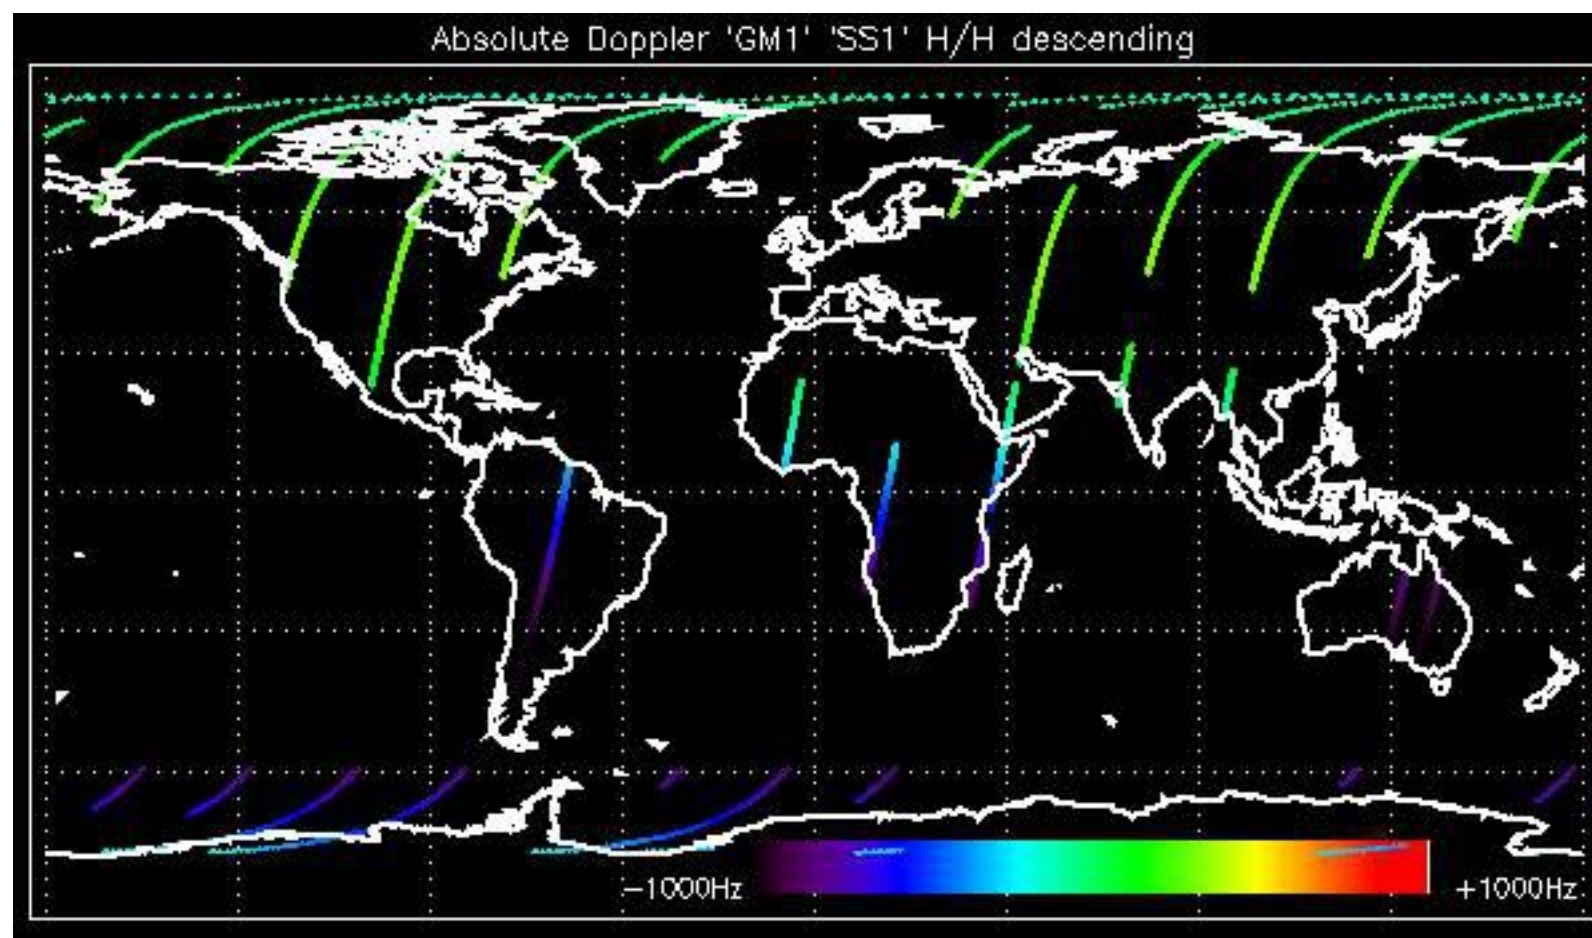 Absolute Doppler 'GM1' 'SS1' H/H descending
-1000Hz +1000Hz